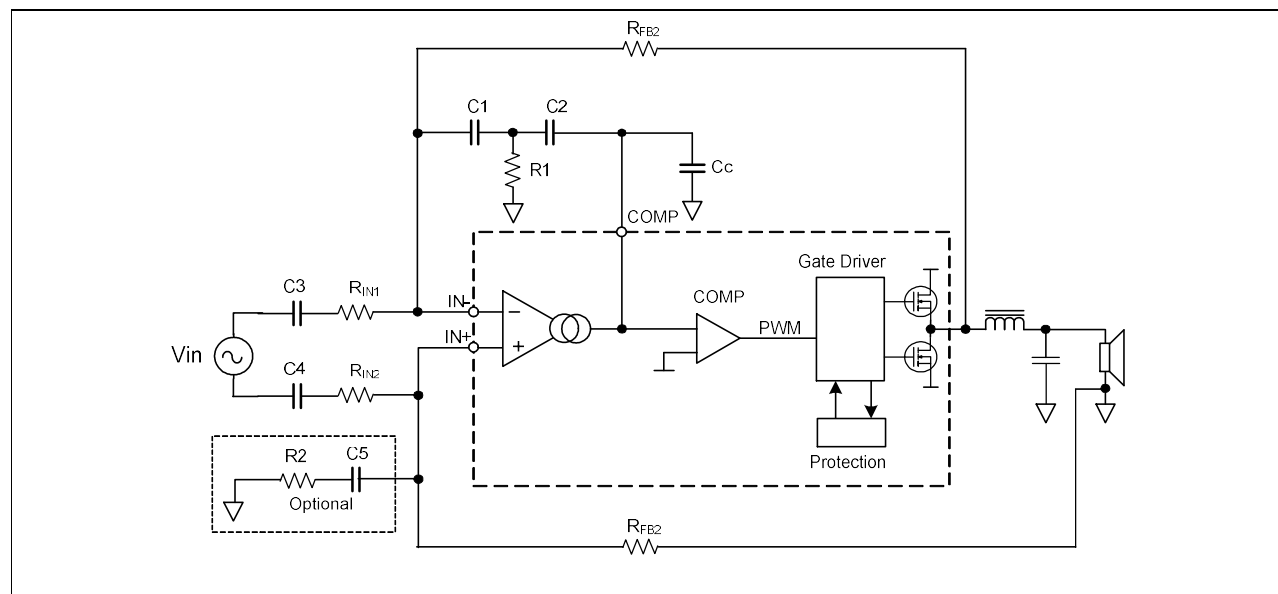 RFB2
C1
C2
R1
Cc
COMP
Gate Driver
C3
RIN1
IN-
COMP
IN+
PWM
Vin
C4
RIN2
R2
C5
Optional
Protection
RFB2